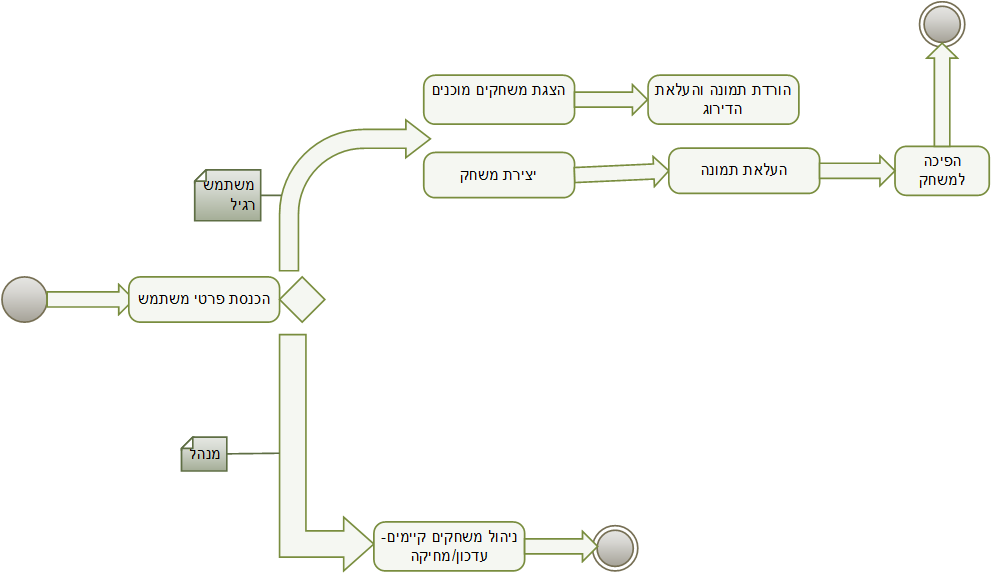 הצגת משחקים מוכנים
הורדת תמונה והעלאת
הדירוג
יצירת משחק
העלאת תמונה
הפיכה
למשחק
משתמש
רגיל
הכנסת פרטי משתמש
מנהל
ניהול משחקים קיימים-
עדכון/מחיקה